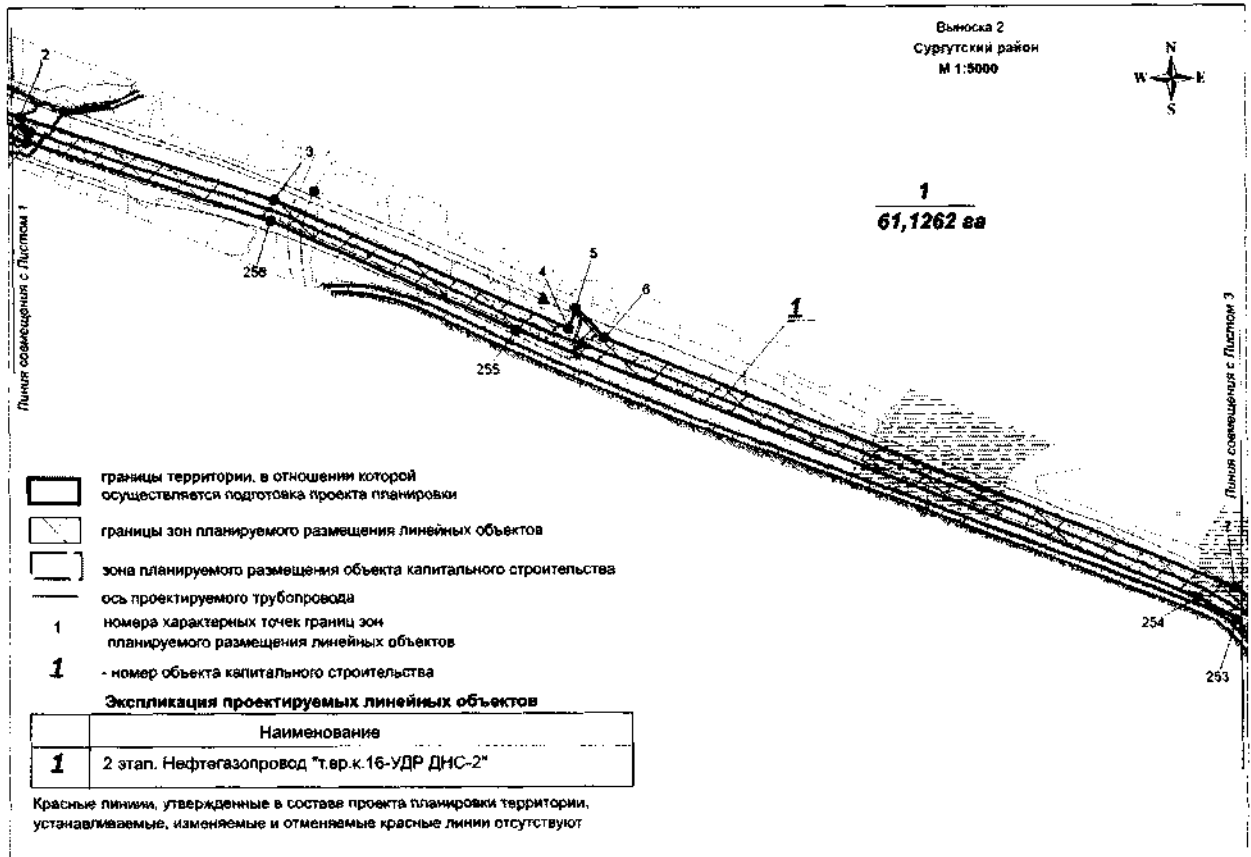 Выноска 2
Сургутский район
М 1:5000
N
W E
S
2
3
256
4
5
6
255
1
1
61,1262 га
7
254
253
Линия совмещения с Листом 1
Линия совмещения с Листом 3
границы территории, в отношении которой
осуществляется подготовка проекта планировки
границы зон планируемого размещения линейных объектов
зона планируемого размещения объекта капитального строительства
ось проектируемого трубопровода
1 номера характерных точек границ зон
планируемого размещения линейных объектов
1 - номер объекта капитального строительства
Экспликация проектируемых линейных объектов
Наименование
1 2 этап. Нефтегазопровод "т.вр.к.16-УДР ДНС-2"
Красные линии, утвержденные в составе проекта планировки территории,
устанавливаемые, изменяемые и отменяемые красные линии отсутствуют